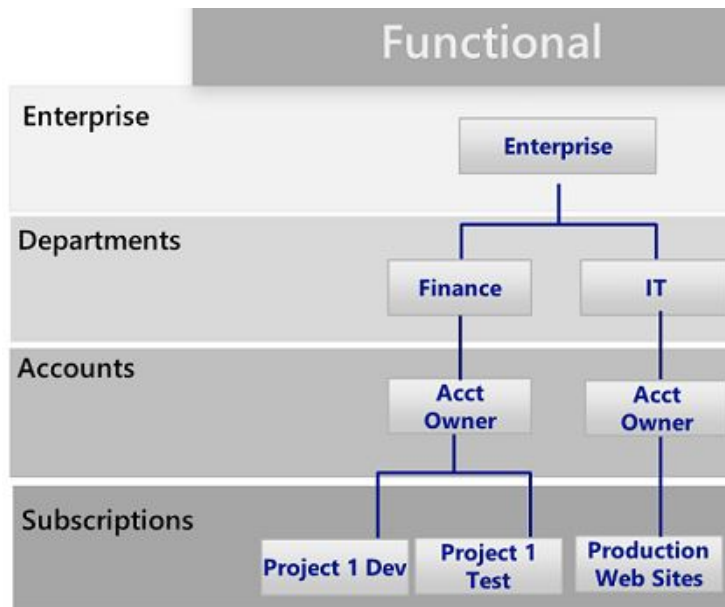 Functional
Enterprise
Enterprise
Departments
Finance
IT
Accounts
Acct
Owner
Acct
Owner
Subscriptions
Project 1 Dev
Project 1
Test
Production
Web Sites